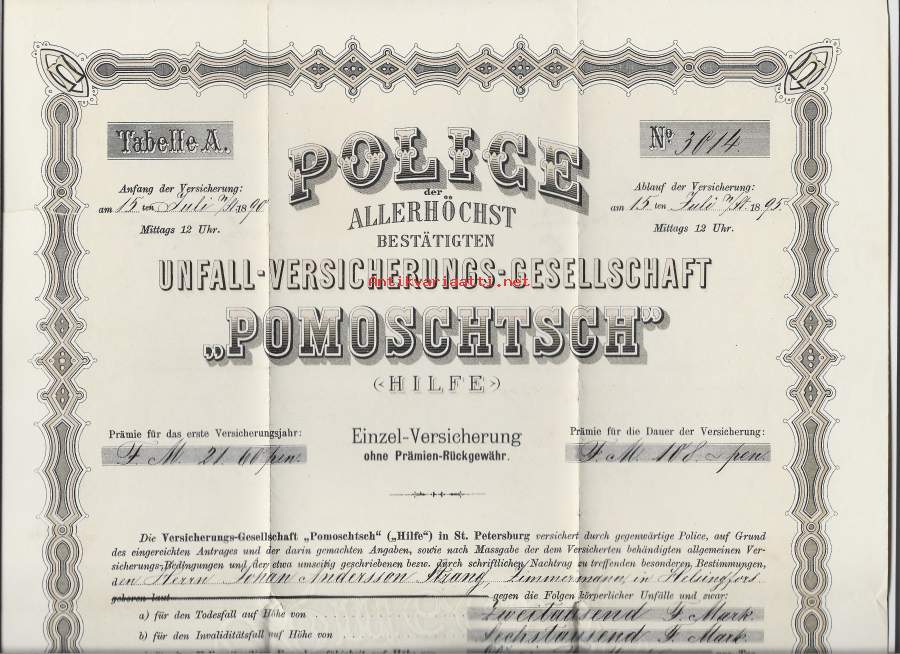 Tabelle A.
No 3014
POLICE
der
ALLERHÖCHST
BESTÄTIGTEN
Anfang der Versicherung:
am 15 ten Juli n/St. 1890
Mittags 12 Uhr.
Ablauf der Versicherung:
am 15 ten Juli n/St. 1895
Mittags 12 Uhr.
UNFALL-VERSICHERUNGS-GESELLSCHAFT
Antikvariaatti.net
„POMOSCHTSCH"
(HILFE)
Prämie für das erste Versicherungsjahr:
F. M. 21. 60 pen.
Einzel-Versicherung
ohne Prämien-Rückgewähr.
Prämie für die Dauer der Versicherung:
F. M. 108. – pen.
Die Versicherungs-Gesellschaft „Pomoschtsch" („Hilfe") in St. Petersburg versichert durch gegenwärtige Police, auf Grund
des eingereichten Antrages und der darin gemachten Angaben, sowie nach Massgabe der dem Versicherten behändigten allgemeinen Ver-
sicherungs-Bedingungen und der etwa umseitig geschriebenen bezw. durch schriftlichen Nachtrag zu treffenden besonderen Bestimmungen,
den Herrn Johan Andersson Strang, Zimmermann, in Helsingfors
geboren laut gegen die Folgen körperlicher Unfälle und zwar:
a) für den Todesfall auf Höhe von Zweitausend F. Mark.
b) für den Invaliditätsfall auf Höhe von Sechstausend F. Mark.